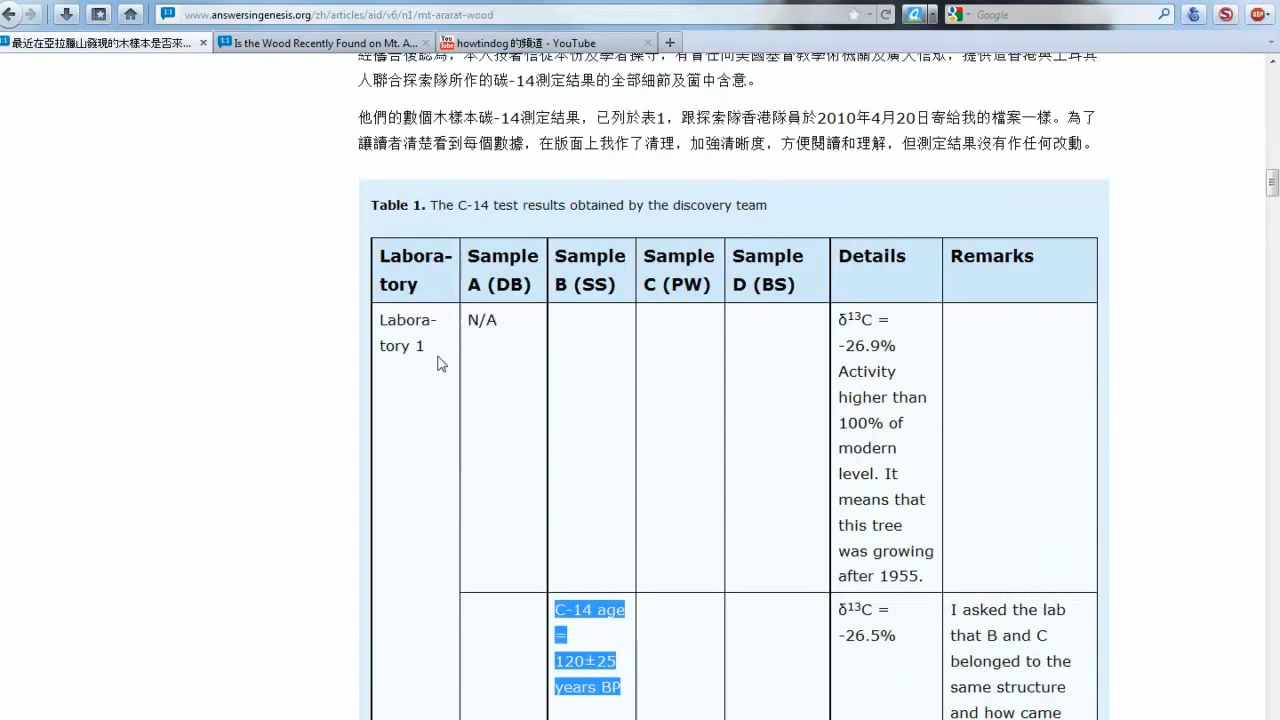 www.answersingenesis.org/zh/articles/aid/v6/n1/mt-ararat-wood
Google
最近在亞拉臘山發現的木樣本是否來...
Is the Wood Recently Found on Mt. A...
howtindog的頻道 - YouTube
人聯合探索隊所作的碳-14測定結果的全部細節及箇中含意。
他們的數個木樣本碳-14測定結果，已列於表1，跟探索隊香港隊員於2010年4月20日寄給我的檔案一樣。為了
讓讀者清楚看到每個數據，在版面上我作了清理，加強清晰度，方便閱讀和理解，但測定結果沒有作任何改動。
Table 1. The C-14 test results obtained by the discovery team
Labora-
tory
Sample
A (DB)
Sample
B (SS)
Sample
C (PW)
Sample
D (BS)
Details
Remarks
Labora-
tory 1
N/A
δ13C =
-26.9%
Activity
higher than
100% of
modern
level. It
means that
this tree
was growing
after 1955.
C-14 age
=
120±25
years BP
δ13C =
-26.5%
I asked the lab
that B and C
belonged to the
same structure
and how came